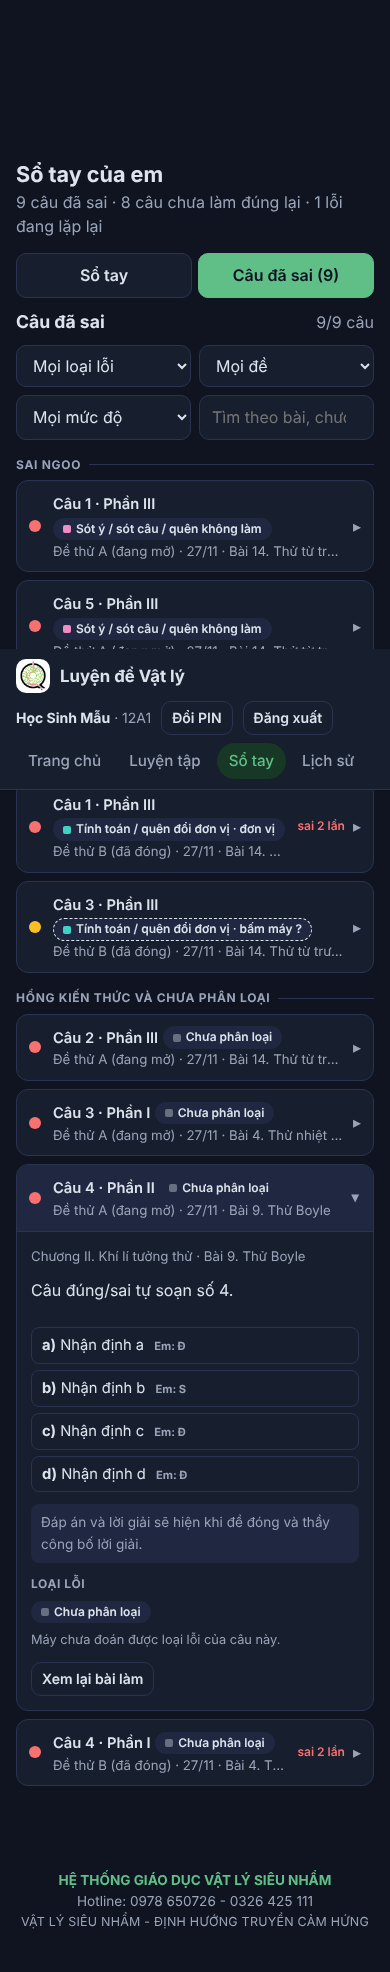 Sổ tay của em
9 câu đã sai · 8 câu chưa làm đúng lại · 1 lỗi
đang lặp lại
Sổ tay
Câu đã sai (9)
Câu đã sai
9/9 câu
Mọi loại lỗi
Mọi đề
Mọi mức độ
Tìm theo bài, chươ
SAI NGOO
Câu 1 · Phần III
Sót ý / sót câu / quên không làm
Đề thử A (đang mở) · 27/11 · Bài 14. Thử từ tr...
Câu 5 · Phần III
Sót ý / sót câu / quên không làm
Luyện đề Vật lý
Học Sinh Mẫu · 12A1
Đổi PIN
Đăng xuất
Trang chủ
Luyện tập
Sổ tay
Lịch sử
Câu 1 · Phần III
Tính toán / quên đổi đơn vị · đơn vị
sai 2 lần
Đề thử B (đã đóng) · 27/11 · Bài 14. ...
Câu 3 · Phần III
Tính toán / quên đổi đơn vị · bấm máy ?
Đề thử B (đã đóng) · 27/11 · Bài 14. Thử từ trư...
HỔNG KIẾN THỨC VÀ CHƯA PHÂN LOẠI
Câu 2 · Phần III
Chưa phân loại
Đề thử A (đang mở) · 27/11 · Bài 14. Thử từ tr...
Câu 3 · Phần I
Chưa phân loại
Đề thử A (đang mở) · 27/11 · Bài 4. Thử nhiệt ...
Câu 4 · Phần II
Chưa phân loại
Đề thử A (đang mở) · 27/11 · Bài 9. Thử Boyle
Chương II. Khí lí tưởng thử · Bài 9. Thử Boyle
Câu đúng/sai tự soạn số 4.
a) Nhận định a Em: Đ
b) Nhận định b Em: S
c) Nhận định c Em: Đ
d) Nhận định d Em: Đ
Đáp án và lời giải sẽ hiện khi đề đóng và thầy
công bố lời giải.
LOẠI LỖI
Chưa phân loại
Máy chưa đoán được loại lỗi của câu này.
Xem lại bài làm
Câu 4 · Phần I
Chưa phân loại
sai 2 lần
Đề thử B (đã đóng) · 27/11 · Bài 4. T...
HỆ THỐNG GIÁO DỤC VẬT LÝ SIÊU NHẨM
Hotline: 0978 650726 - 0326 425 111
VẬT LÝ SIÊU NHẨM - ĐỊNH HƯỚNG TRUYỀN CẢM HỨNG